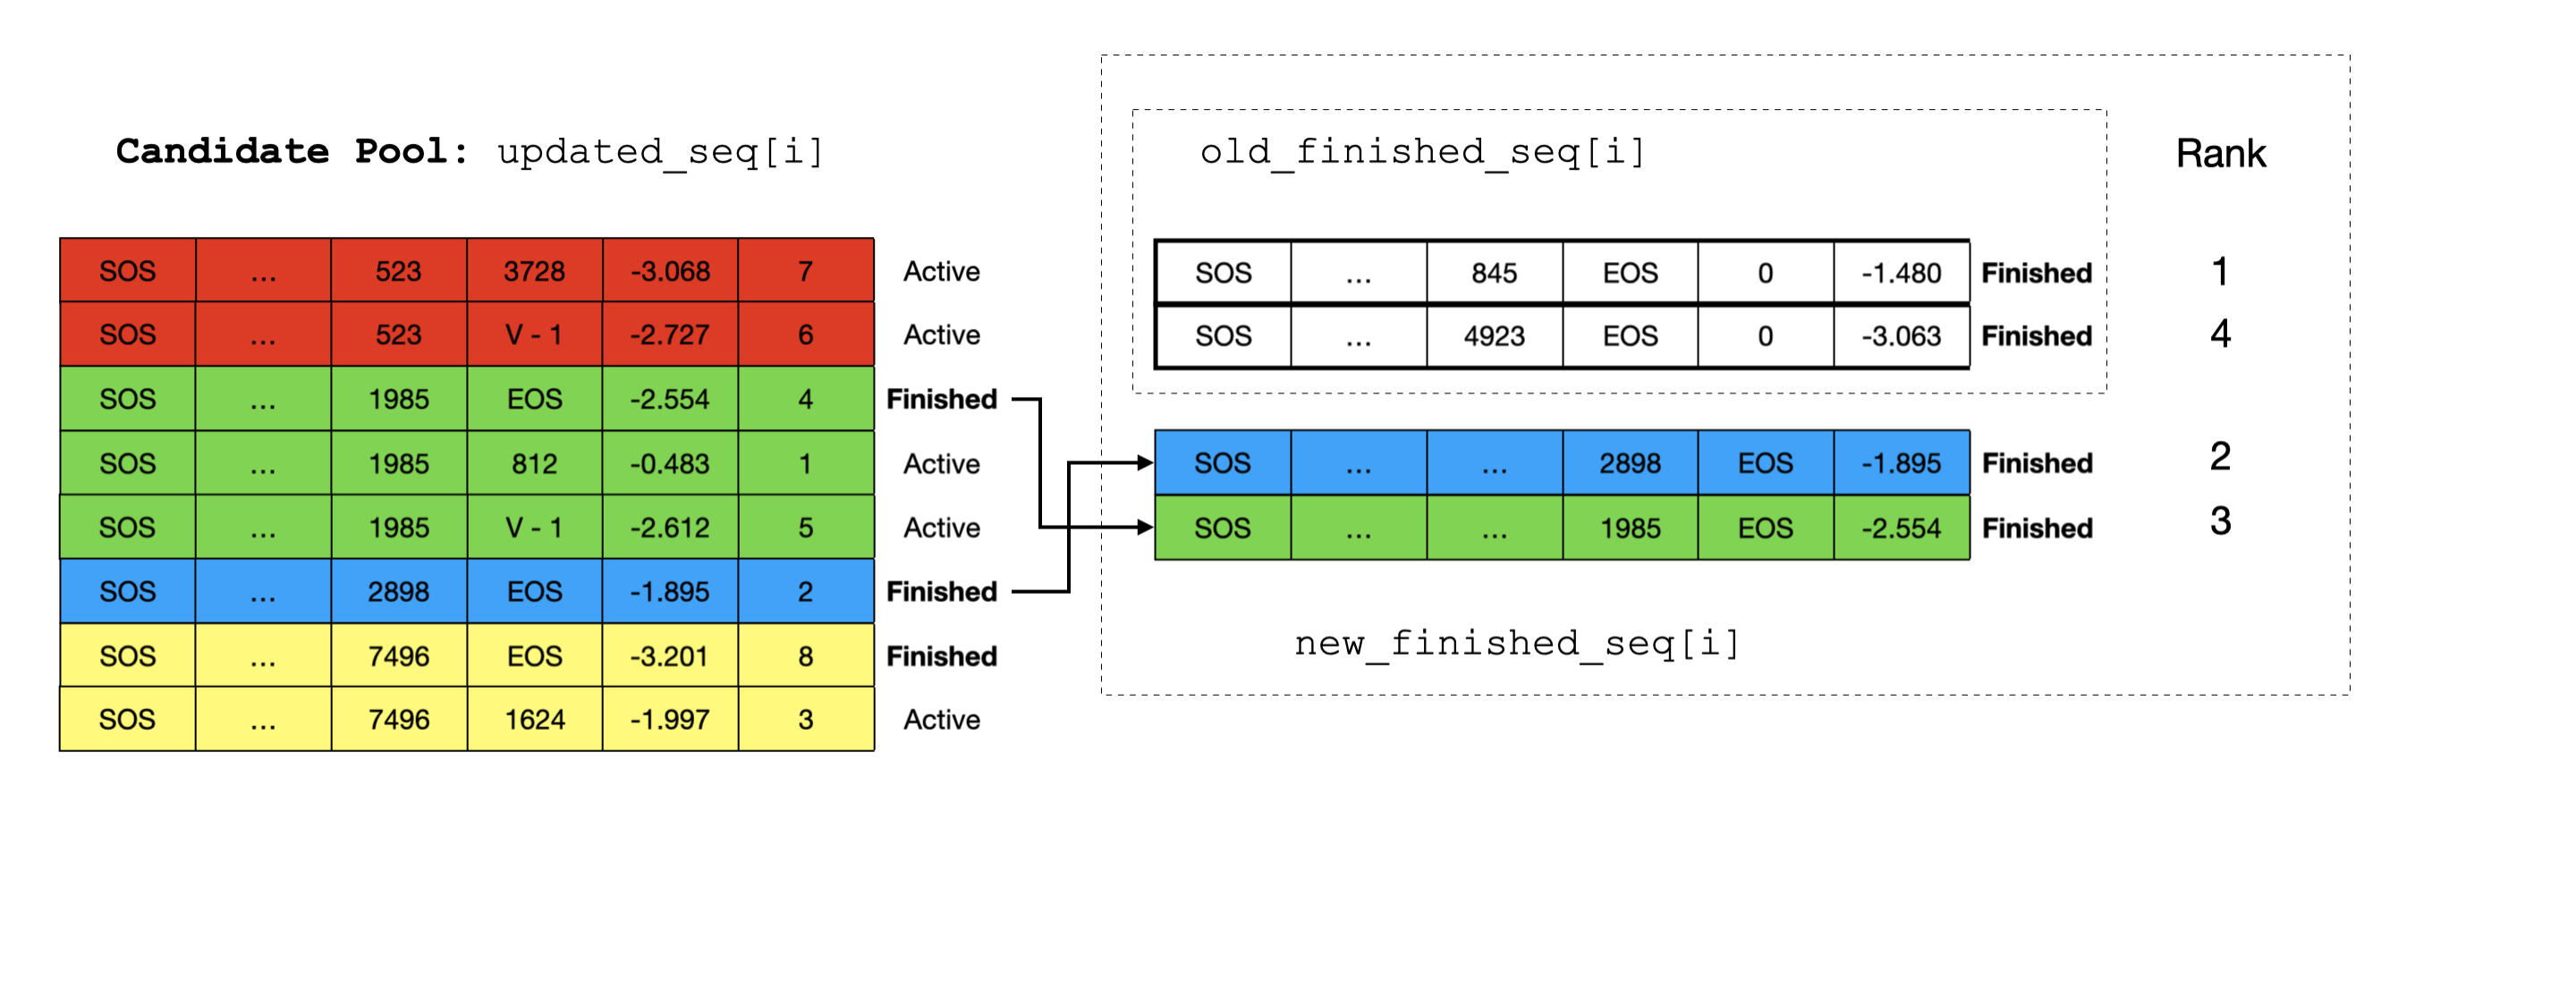 Candidate Pool: updated_seq[i]
SOS ... 523 3728 -3.068 7 Active
SOS ... 523 V - 1 -2.727 6 Active
SOS ... 1985 EOS -2.554 4 Finished
SOS ... 1985 812 -0.483 1 Active
SOS ... 1985 V - 1 -2.612 5 Active
SOS ... 2898 EOS -1.895 2 Finished
SOS ... 7496 EOS -3.201 8 Finished
SOS ... 7496 1624 -1.997 3 Active
old_finished_seq[i] Rank
SOS ... 845 EOS 0 -1.480 Finished 1
SOS ... 4923 EOS 0 -3.063 Finished 4
SOS ... ... 2898 EOS -1.895 Finished 2
SOS ... ... 1985 EOS -2.554 Finished 3
new_finished_seq[i]